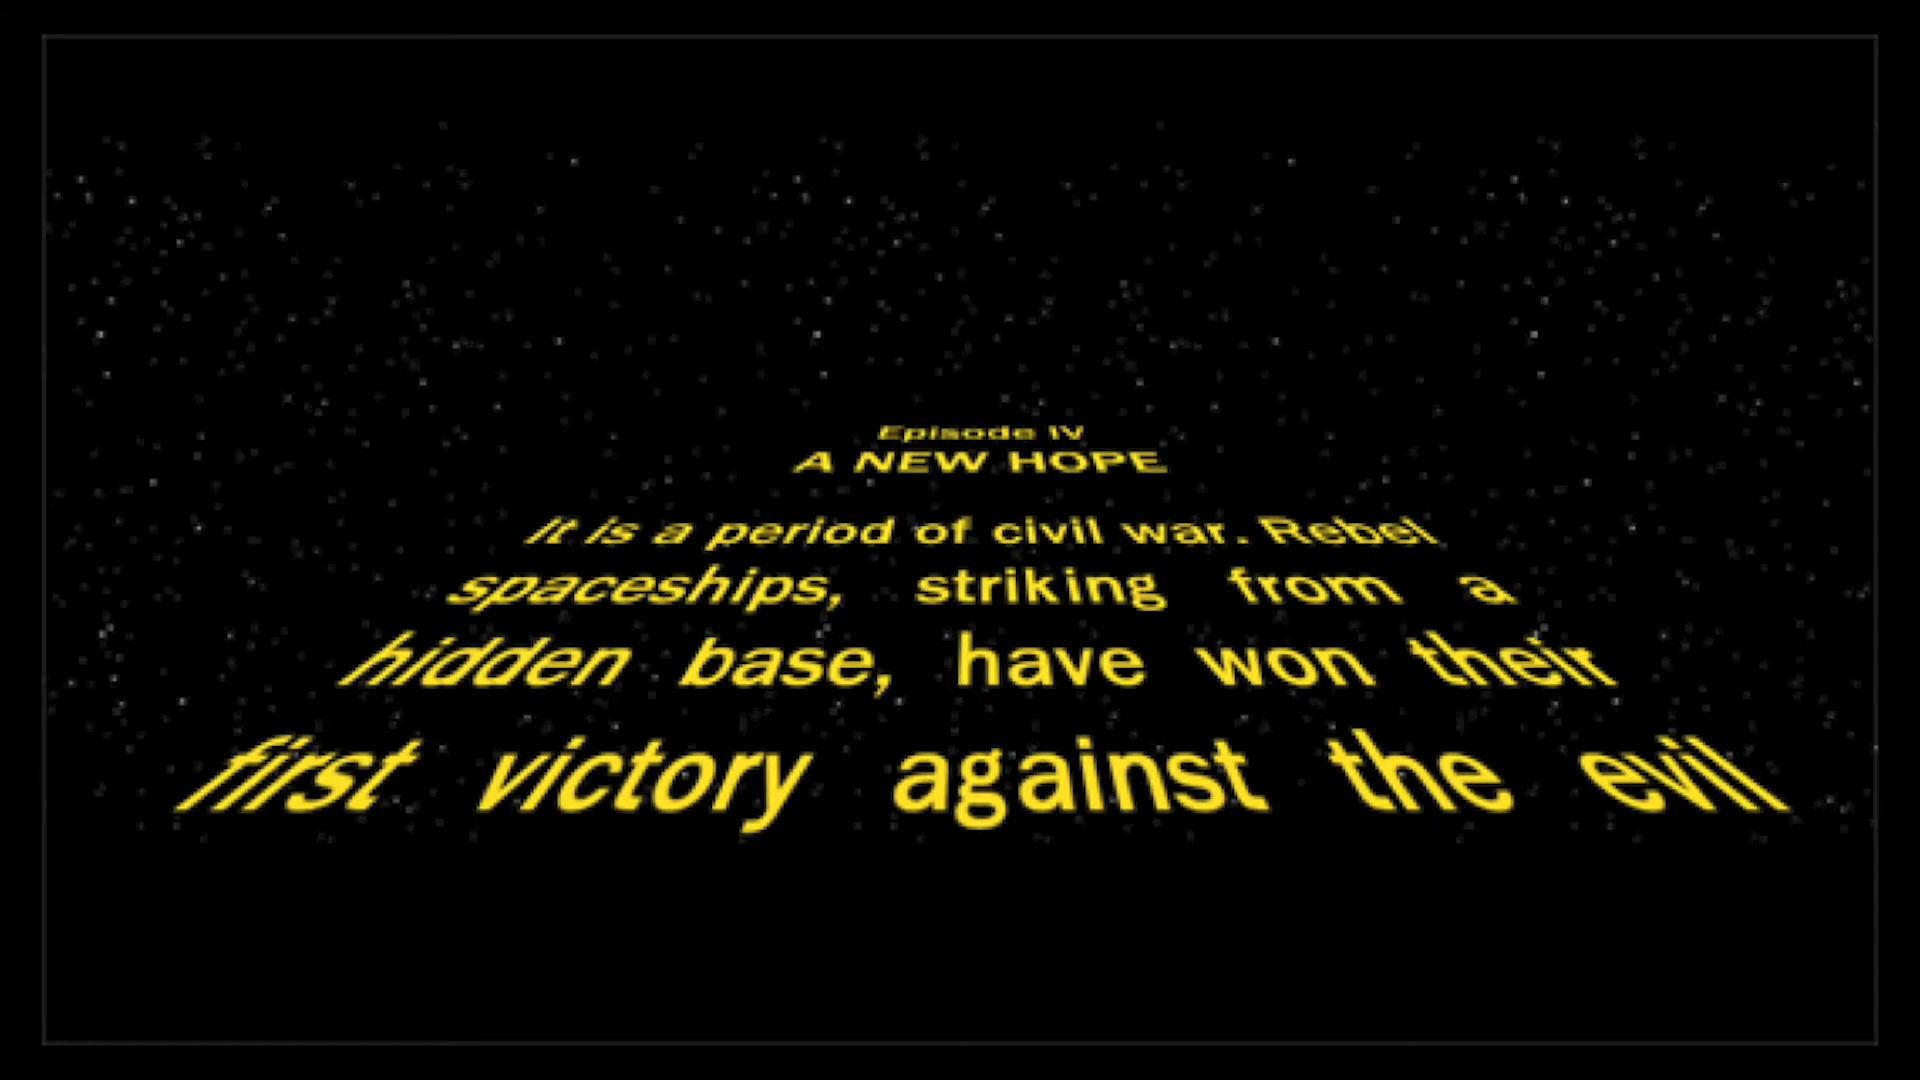 Episode IV
A NEW HOPE
It is a period of civil war. Rebel
spaceships, striking from a
hidden base, have won their
first victory against the evil